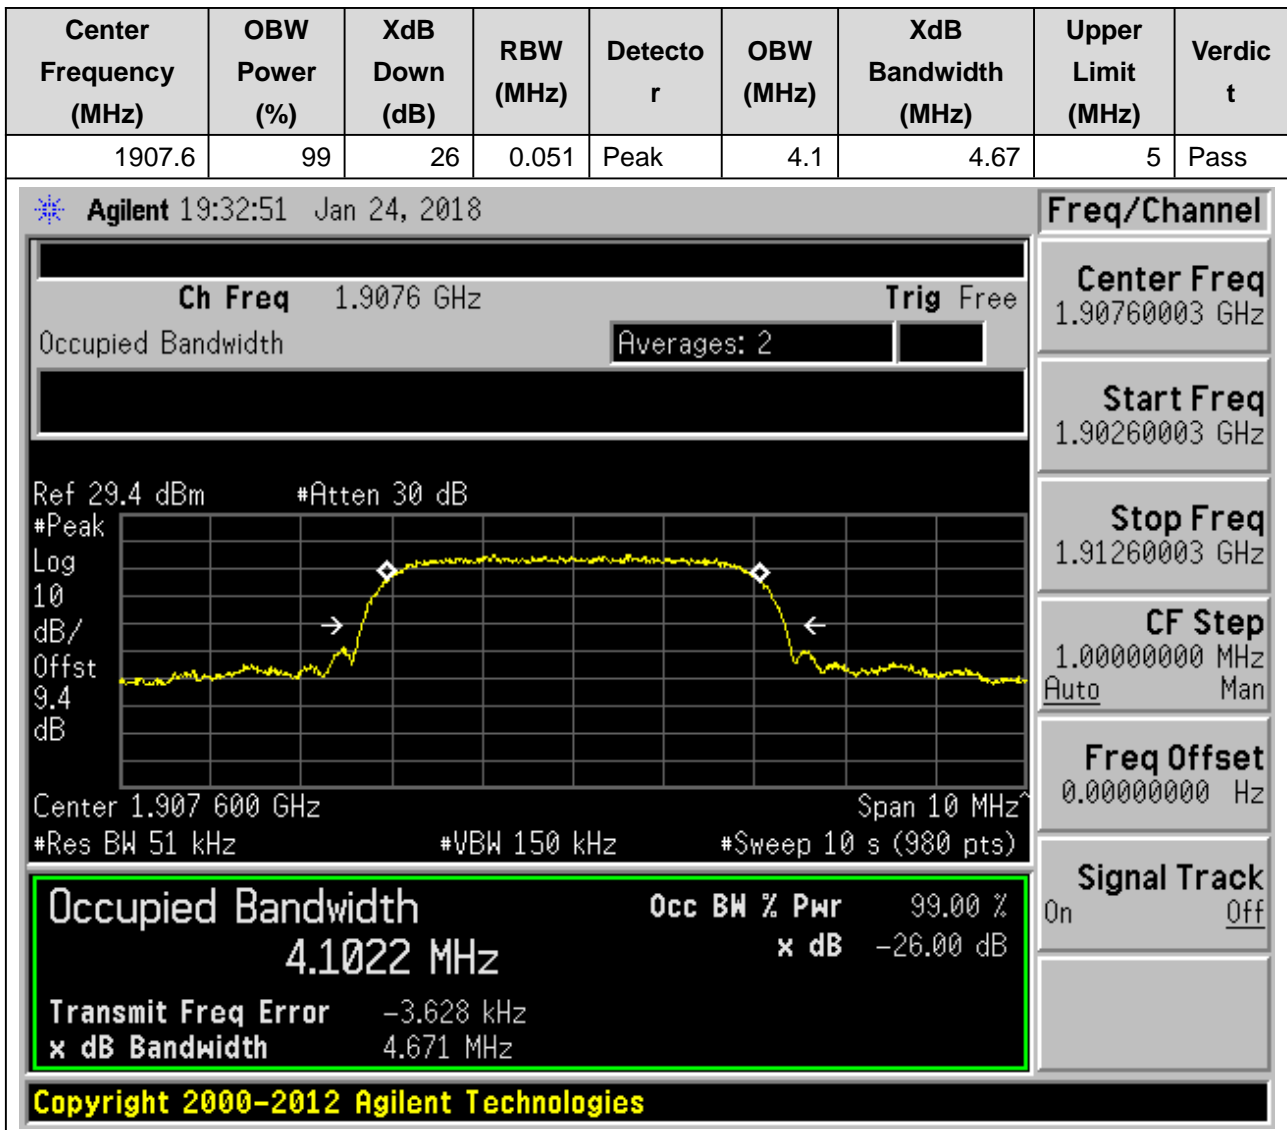 Center Frequency (MHz) OBW Power (%) XdB Down (dB) RBW (MHz) Detecto r OBW (MHz) XdB Bandwidth (MHz) Upper Limit (MHz) Verdic t
1907.6 99 26 0.051 Peak 4.1 4.67 5 Pass
Agilent 19:32:51 Jan 24, 2018
Freq/Channel
Ch Freq 1.9076 GHz Trig Free
Occupied Bandwidth Averages: 2
Center Freq
1.90760003 GHz
Start Freq
1.90260003 GHz
Stop Freq
1.91260003 GHz
CF Step
1.00000000 MHz
Auto Man
Freq Offset
0.00000000 Hz
Signal Track
On Off
Ref 29.4 dBm #Atten 30 dB
#Peak
Log
10
dB/
Offst
9.4
dB
Center 1.907 600 GHz Span 10 MHz^
#Res BW 51 kHz #VBW 150 kHz #Sweep 10 s (980 pts)
Occupied Bandwidth Occ BW % Pwr 99.00 %
4.1022 MHz x dB -26.00 dB
Transmit Freq Error -3.628 kHz
x dB Bandwidth 4.671 MHz
Copyright 2000-2012 Agilent Technologies